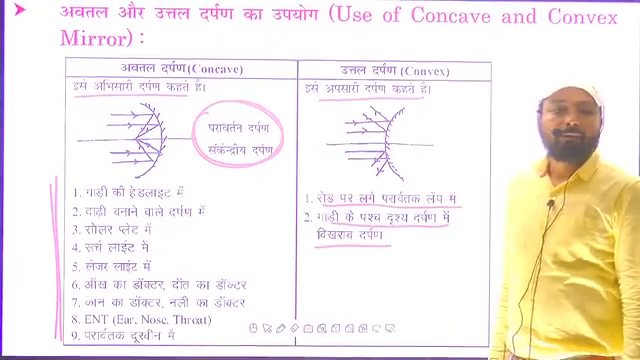 अवतल और उत्तल दर्पण का उपयोग (Use of Concave and Convex
Mirror) :
अवतल दर्पण (Concave)
इसे अभिसारी दर्पण कहते है।
परावर्तन दर्पण
संकेन्द्रीय दर्पण
1. गाड़ी की हेडलाइट में
2. दाढ़ी बनाने वाले दर्पण में
3. सोलर प्लेट में
4. सर्च लाईट में
5. लेजर लाईट में
6. आँख का डॉक्टर, दाँत का डॉक्टर
7. कान का डॉक्टर, नली का डॉक्टर
8. ENT (Ear, Nose, Throat)
9. परार्वतक दूरबीन में
उत्तल दर्पण (Convex)
इसे अपसारी दर्पण कहते है।
1. रोड पर लगे परार्वतक लेंप में
2. गाड़ी के पश्च दृश्य दर्पण में
विखराव दर्पण